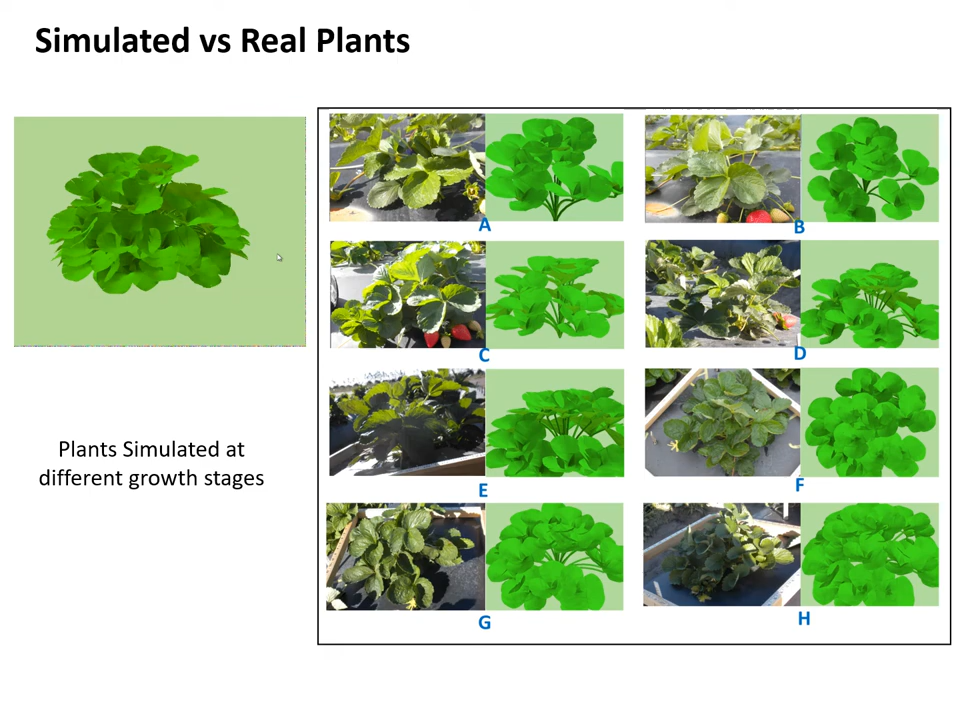 Simulated vs Real Plants
A
B
C
D
Plants Simulated at
different growth stages
E
F
G
H